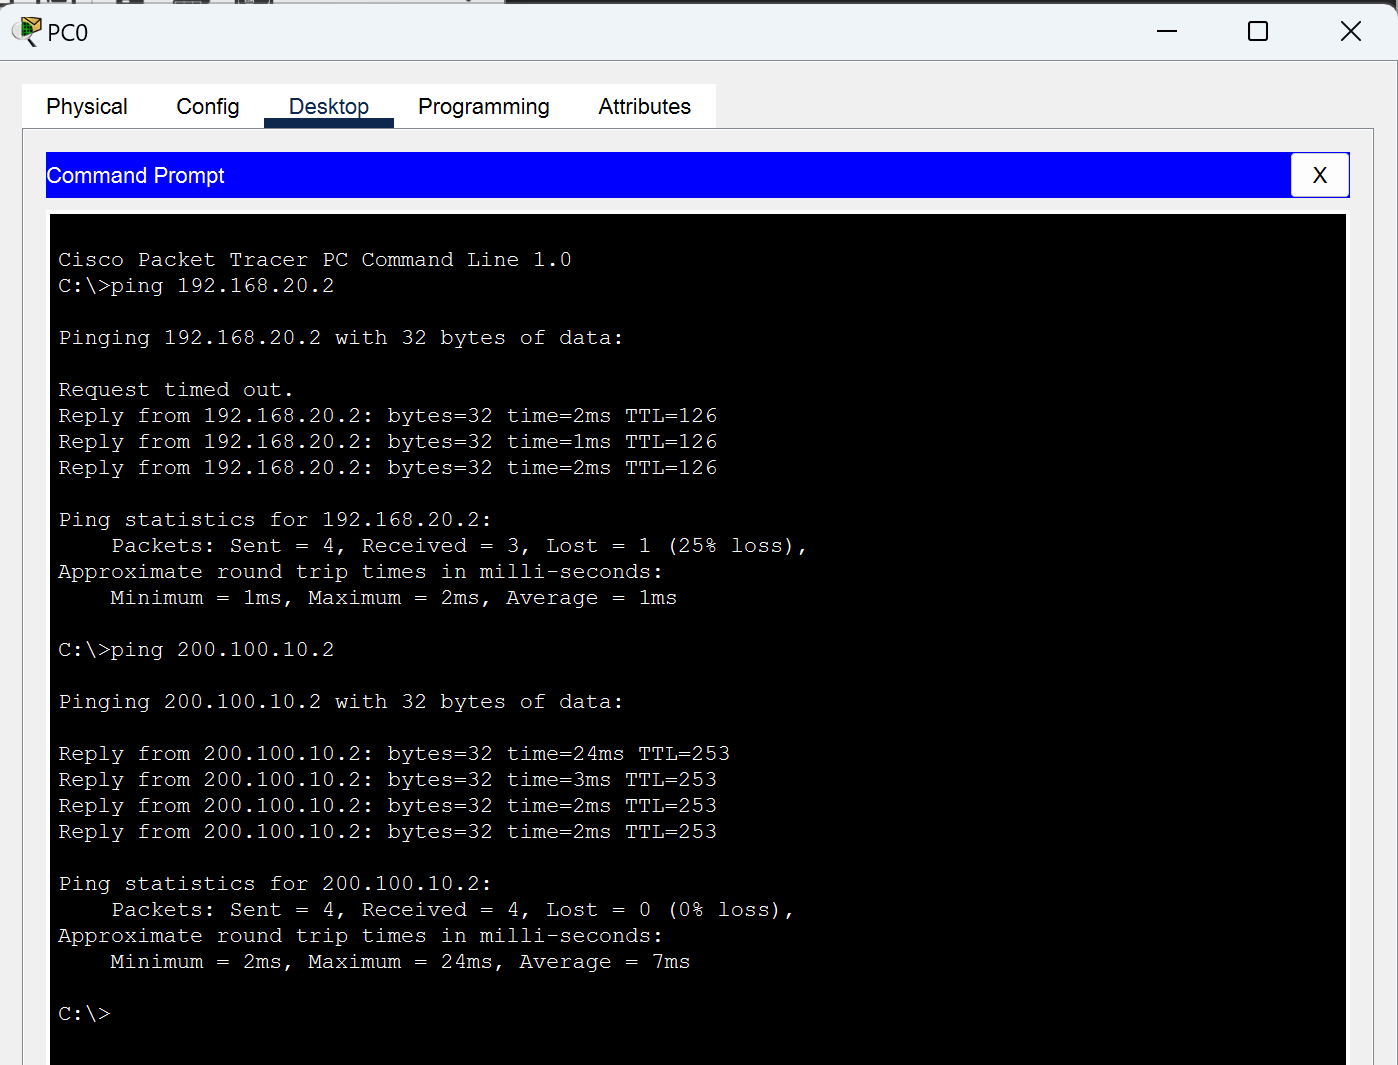 PC0
Physical Config Desktop Programming Attributes
Command Prompt X
Cisco Packet Tracer PC Command Line 1.0
C:\>ping 192.168.20.2
Pinging 192.168.20.2 with 32 bytes of data:
Request timed out.
Reply from 192.168.20.2: bytes=32 time=2ms TTL=126
Reply from 192.168.20.2: bytes=32 time=1ms TTL=126
Reply from 192.168.20.2: bytes=32 time=2ms TTL=126
Ping statistics for 192.168.20.2:
    Packets: Sent = 4, Received = 3, Lost = 1 (25% loss),
Approximate round trip times in milli-seconds:
    Minimum = 1ms, Maximum = 2ms, Average = 1ms
C:\>ping 200.100.10.2
Pinging 200.100.10.2 with 32 bytes of data:
Reply from 200.100.10.2: bytes=32 time=24ms TTL=253
Reply from 200.100.10.2: bytes=32 time=3ms TTL=253
Reply from 200.100.10.2: bytes=32 time=2ms TTL=253
Reply from 200.100.10.2: bytes=32 time=2ms TTL=253
Ping statistics for 200.100.10.2:
    Packets: Sent = 4, Received = 4, Lost = 0 (0% loss),
Approximate round trip times in milli-seconds:
    Minimum = 2ms, Maximum = 24ms, Average = 7ms
C:\>